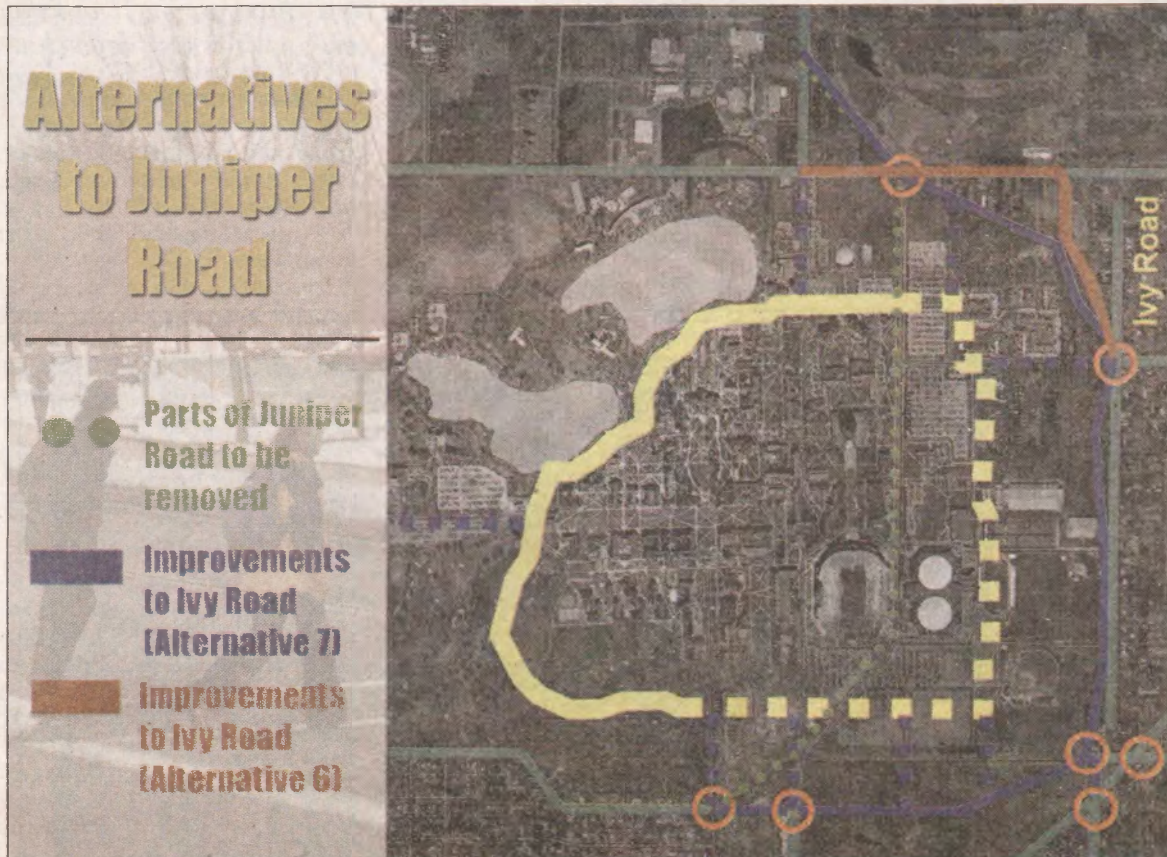 Alternatives
to Juniper
Road
Parts of Juniper
Road to be
removed
Improvements
to Ivy Road
(Alternative 7)
Improvements
to Ivy Road
(Alternative 6)
Ivy Road